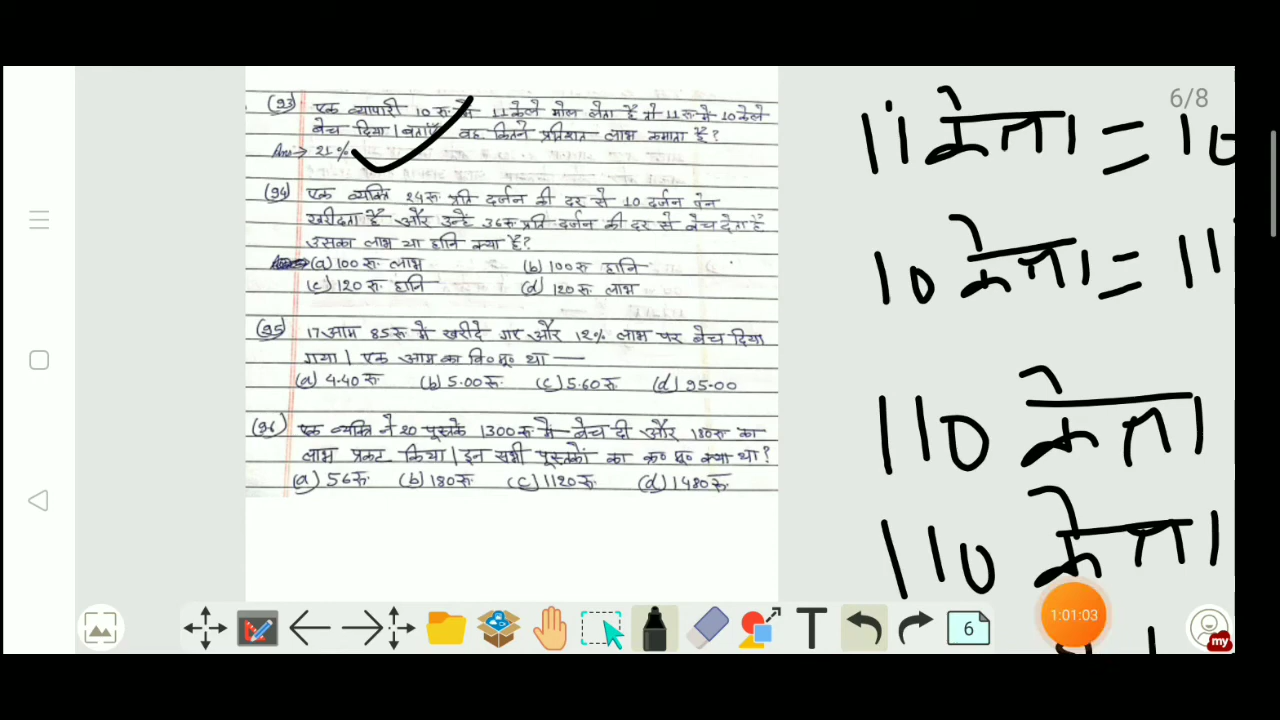 (93) एक व्यापारी 10 रु में 11 केले मोल लेता है तो 11 रु में 10 केले
बेच दिया। बताएँ वह कितने प्रतिशत लाभ कमाता है?
Ans → 21%
(94) एक व्यक्ति 24 रु प्रति दर्जन की दर से 10 दर्जन पेन
खरीदता है और उन्हें 36 रु प्रति दर्जन की दर से बेच देता है
उसका लाभ या हानि क्या है?
(a) 100 रु. लाभ (b) 100 रु हानि
(c) 120 रु. हानि (d) 120 रु लाभ
(95) 17 आम 85 रु में खरीदे गए और 12% लाभ पर बेच दिया
गया। एक आम का वि० मू० था —
(a) 4.40 रु. (b) 5.00 रु. (c) 5.60 रु. (d) 95.00
(96) एक व्यक्ति ने 20 पुस्तकें 1300 रु में बेच दी और 180 रु का
लाभ प्रकट किया। इन सभी पुस्तकों का क्र० मू० क्या था?
(a) 56 रु. (b) 180 रु. (c) 1120 रु. (d) 1480 रु.
6/8
11 केला = 10
10 केला = 11
110 केला
110 केला
1:01:03
T
6
my